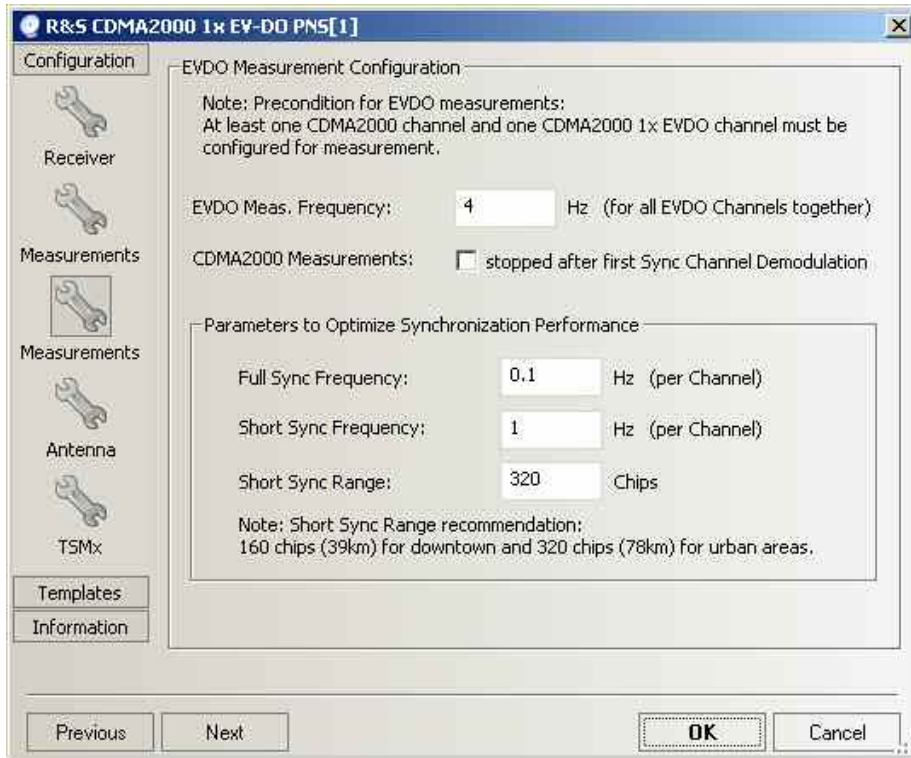 R&S CDMA2000 1x EV-DO PNS[1]
Configuration
Receiver
Measurements
Measurements
Antenna
TSMx
Templates
Information
EVDO Measurement Configuration
Note: Precondition for EVDO measurements:
At least one CDMA2000 channel and one CDMA2000 1x EVDO channel must be
configured for measurement.
EVDO Meas. Frequency: 4 Hz (for all EVDO Channels together)
CDMA2000 Measurements: stopped after first Sync Channel Demodulation
Parameters to Optimize Synchronization Performance
Full Sync Frequency: 0.1 Hz (per Channel)
Short Sync Frequency: 1 Hz (per Channel)
Short Sync Range: 320 Chips
Note: Short Sync Range recommendation:
160 chips (39km) for downtown and 320 chips (78km) for urban areas.
Previous Next OK Cancel